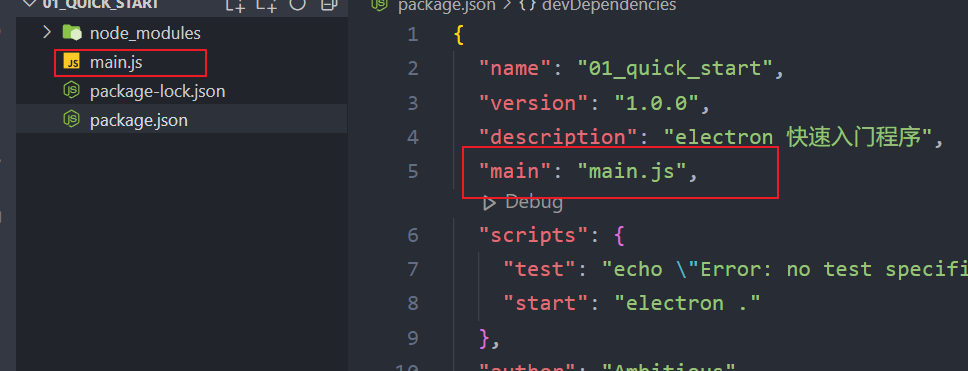 01_QUICK_START
node_modules
main.js
package-lock.json
package.json
package.json > {} devDependencies
1 {
2 "name": "01_quick_start",
3 "version": "1.0.0",
4 "description": "electron 快速入门程序",
5 "main": "main.js",
Debug
6 "scripts": {
7 "test": "echo \"Error: no test specifi
8 "start": "electron ."
9 },
10 "author": "Ambitious"